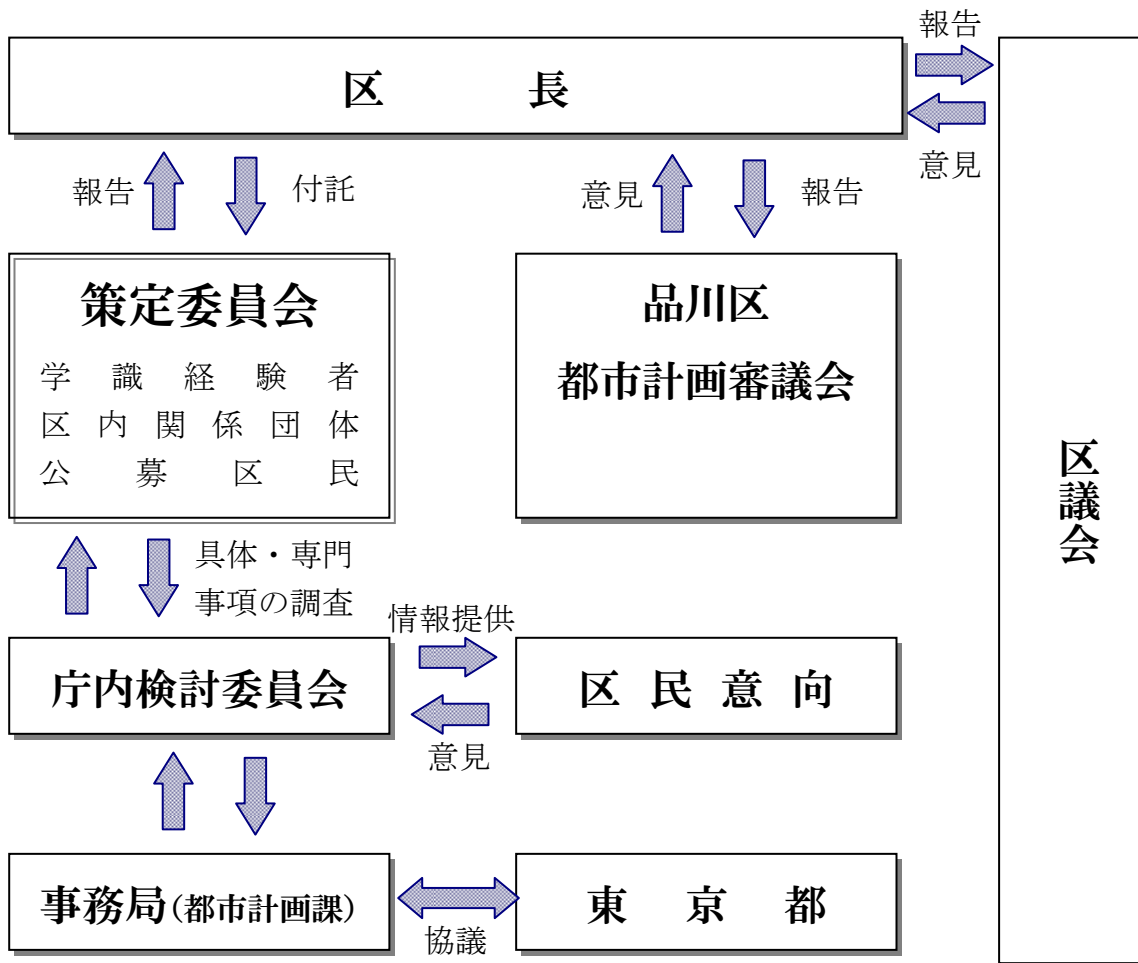 報告
区長
意見
報告
付託
意見
報告
策定委員会
学識経験者
区内関係団体
公募区民
品川区
都市計画審議会
区議会
具体・専門
事項の調査
情報提供
庁内検討委員会
区民意向
意見
事務局(都市計画課)
東京都
協議